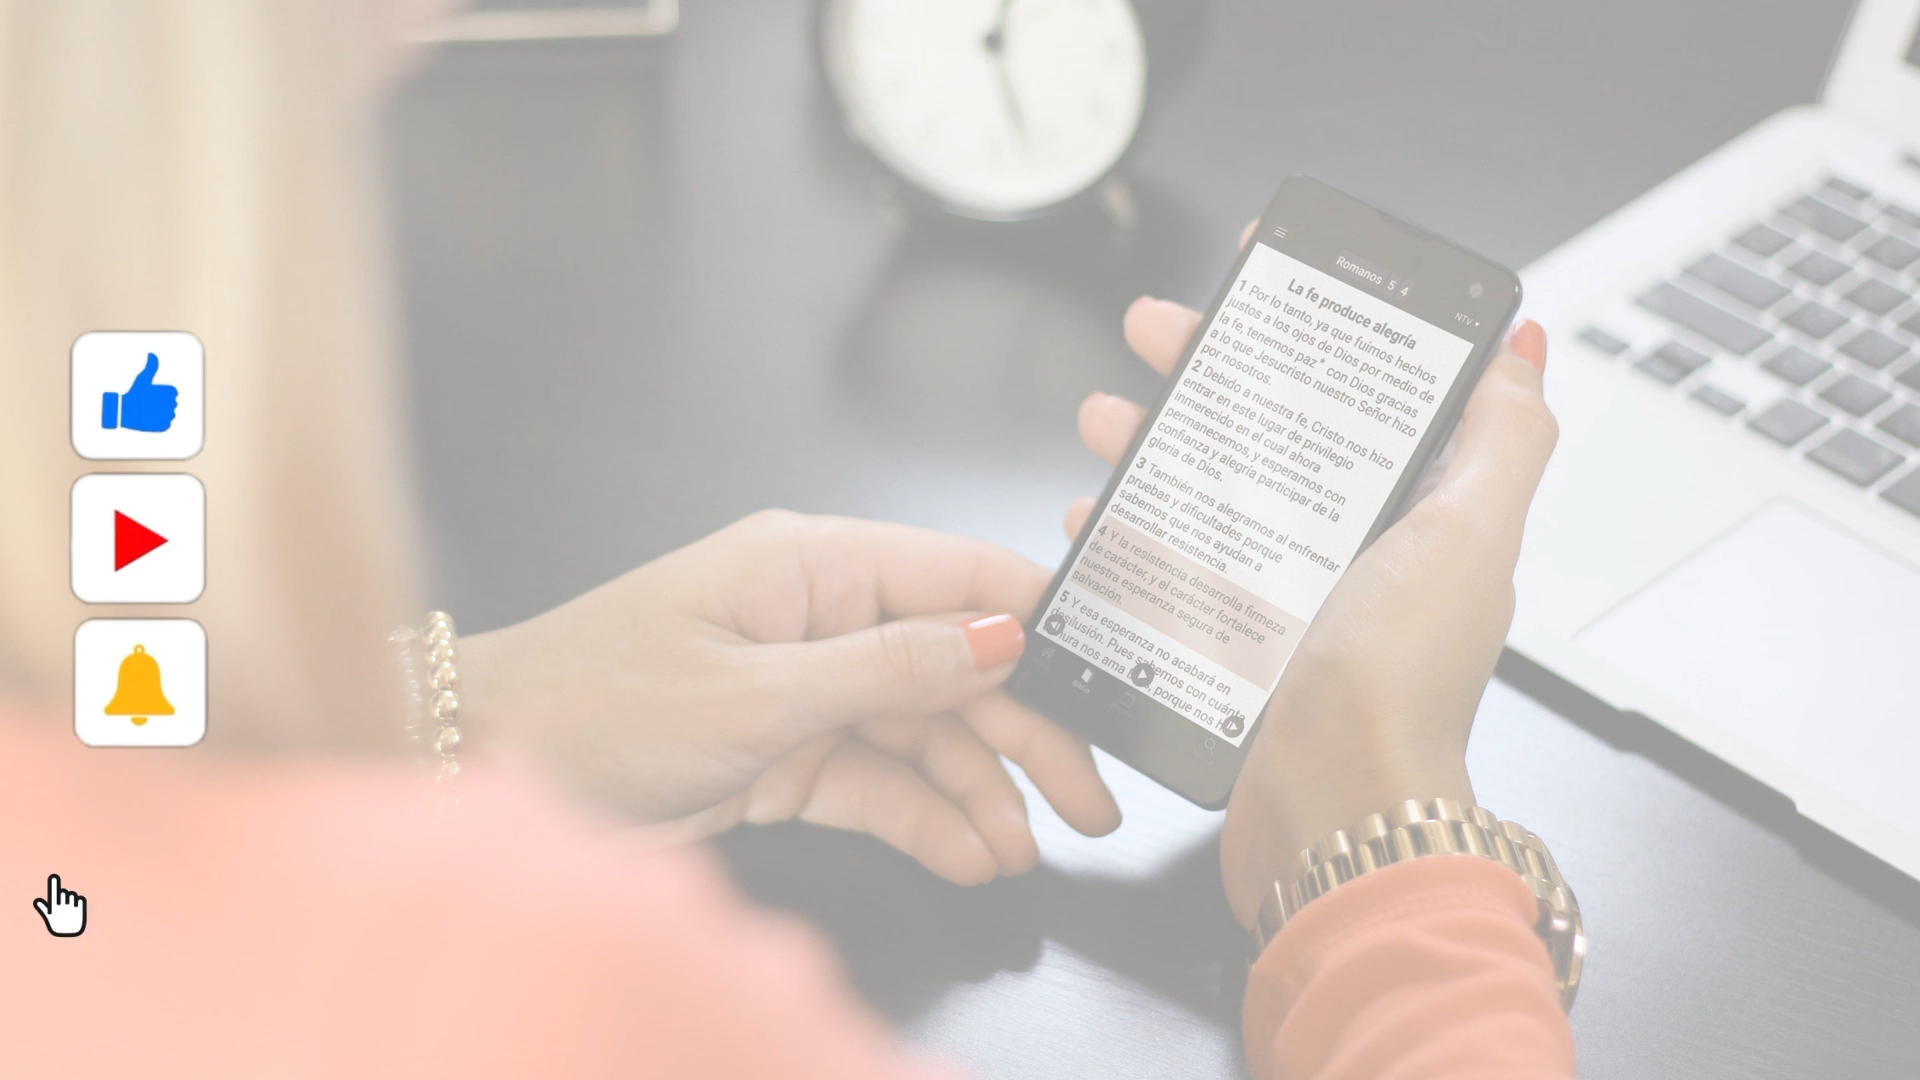 Romanos 5 4
NTV
La fe produce alegría
1 Por lo tanto, ya que fuimos hechos
justos a los ojos de Dios por medio de
la fe, tenemos paz* con Dios gracias
a lo que Jesucristo nuestro Señor hizo
por nosotros.
2 Debido a nuestra fe, Cristo nos hizo
entrar en este lugar de privilegio
inmerecido en el cual ahora
permanecemos, y esperamos con
confianza y alegría participar de la
gloria de Dios.
3 También nos alegramos al enfrentar
pruebas y dificultades porque
sabemos que nos ayudan a
desarrollar resistencia.
4 Y la resistencia desarrolla firmeza
de carácter, y el carácter fortalece
nuestra esperanza segura de
salvación.
5 Y esa esperanza no acabará en
desilusión. Pues sabemos con cuánta
nos ama porque nos